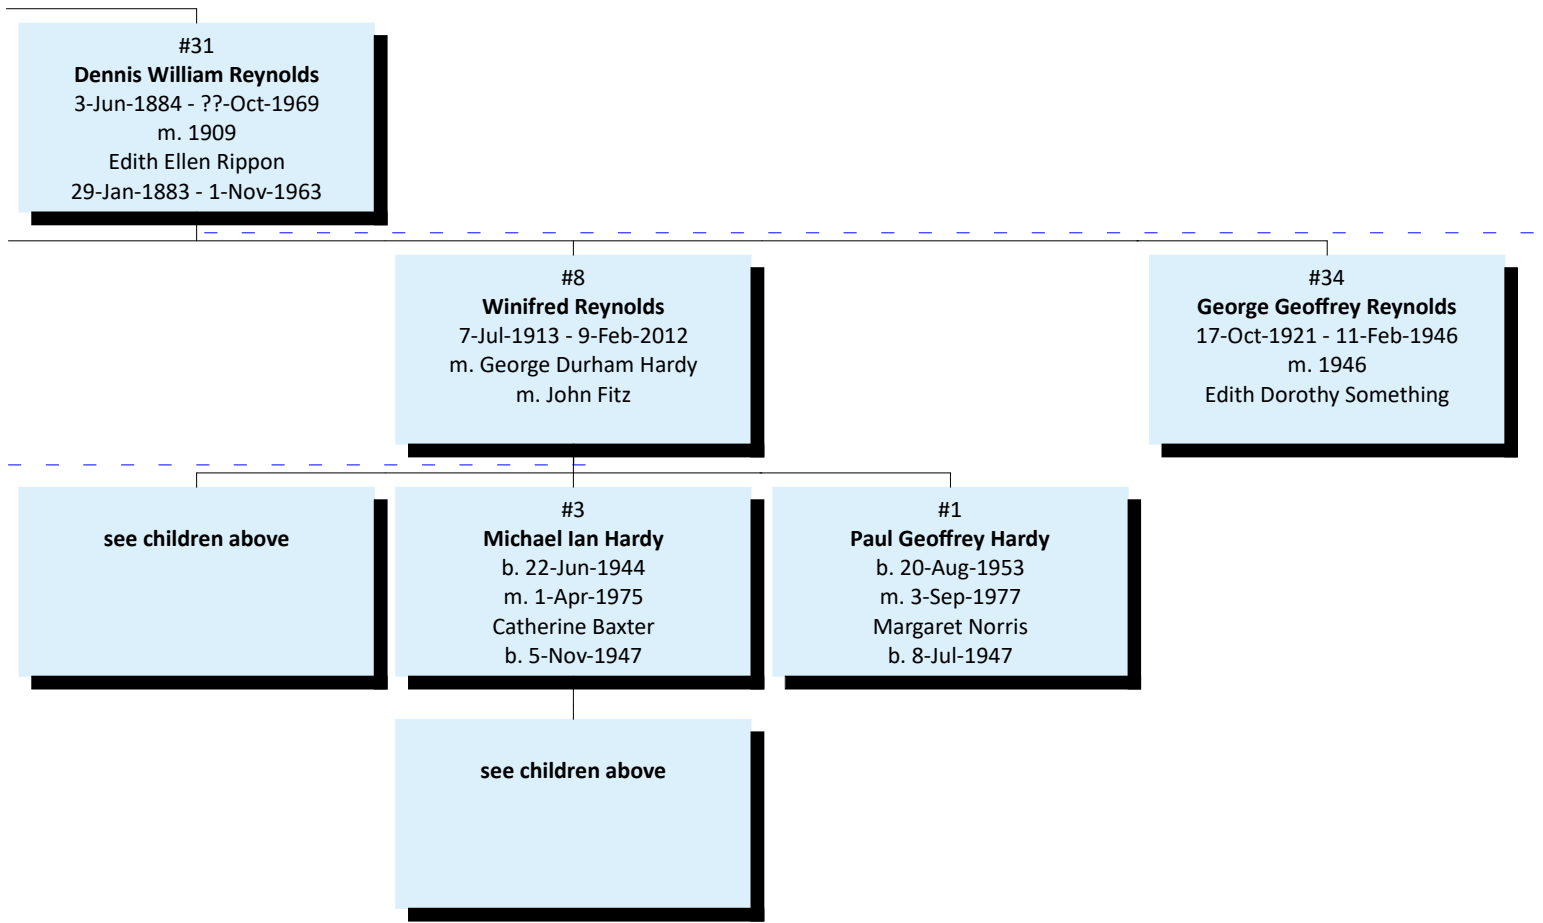 #31
Dennis William Reynolds
3-Jun-1884 - ??-Oct-1969
m. 1909
Edith Ellen Rippon
29-Jan-1883 - 1-Nov-1963
#8
Winifred Reynolds
7-Jul-1913 - 9-Feb-2012
m. George Durham Hardy
m. John Fitz
#34
George Geoffrey Reynolds
17-Oct-1921 - 11-Feb-1946
m. 1946
Edith Dorothy Something
see children above
#3
Michael Ian Hardy
b. 22-Jun-1944
m. 1-Apr-1975
Catherine Baxter
b. 5-Nov-1947
#1
Paul Geoffrey Hardy
b. 20-Aug-1953
m. 3-Sep-1977
Margaret Norris
b. 8-Jul-1947
see children above